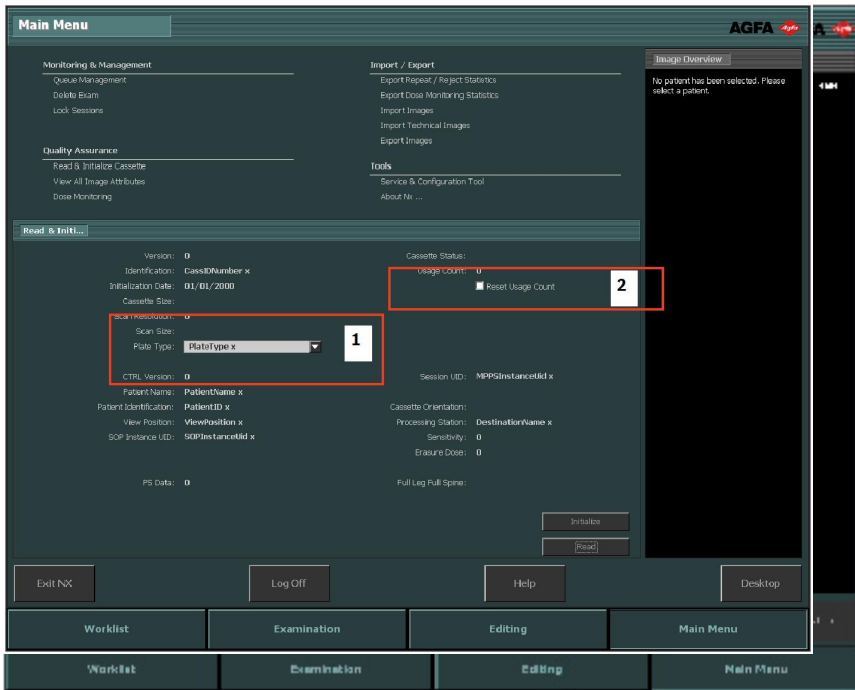 Main Menu
AGFA
Monitoring & Management
Queue Management
Delete Exam
Lock Sessions
Quality Assurance
Read & Initialize Cassette
View All Image Attributes
Dose Monitoring
Import / Export
Export Repeat / Reject Statistics
Export Dose Monitoring Statistics
Import Images
Import Technical Images
Export Images
Tools
Service & Configuration Tool
About Nx ...
Image Overview
No patient has been selected. Please
select a patient.
Read & Initi...
Version: 0
Identification: CassIDNumber x
Initialization Date: 01/01/2000
Cassette Size:
Scan Resolution: 0
Scan Size:
Plate Type: PlateType x
1
CTRL Version: 0
Patient Name: PatientName x
Patient Identification: PatientID x
View Position: ViewPosition x
SOP Instance UID: SOPInstanceUid x
PS Data: 0
Cassette Status:
Usage Count: 0
Reset Usage Count
2
Session UID: MPPSInstanceUid x
Cassette Orientation:
Processing Station: DestinationName x
Sensitivity: 0
Erasure Dose: 0
Full Leg Full Spine:
Initialize
Read
Exit NX
Log Off
Help
Desktop
Worklist
Examination
Editing
Main Menu
Worklist
Examination
Editing
Main Menu